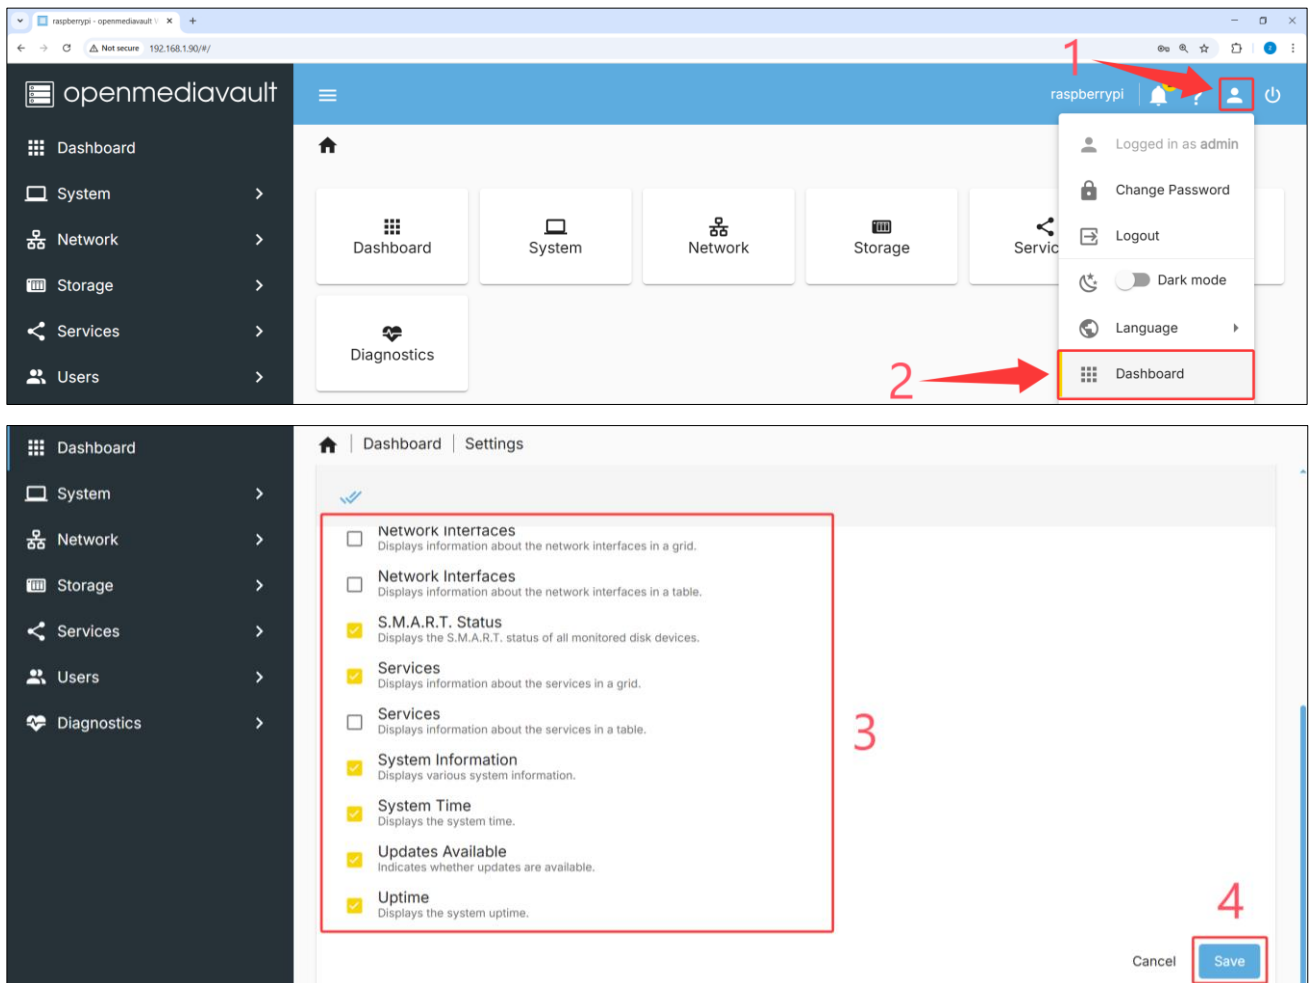 raspberrypi - openmediavault
Not secure 192.168.1.90/#/
openmediavault
raspberrypi
1
Dashboard
System
Network
Storage
Services
Users
Dashboard
System
Network
Storage
Servic
Diagnostics
Logged in as admin
Change Password
Logout
Dark mode
Language
Dashboard
2
Dashboard
System
Network
Storage
Services
Users
Diagnostics
Dashboard | Settings
Network Interfaces
Displays information about the network interfaces in a grid.
Network Interfaces
Displays information about the network interfaces in a table.
S.M.A.R.T. Status
Displays the S.M.A.R.T. status of all monitored disk devices.
Services
Displays information about the services in a grid.
Services
Displays information about the services in a table.
System Information
Displays various system information.
System Time
Displays the system time.
Updates Available
Indicates whether updates are available.
Uptime
Displays the system uptime.
3
4
Cancel
Save